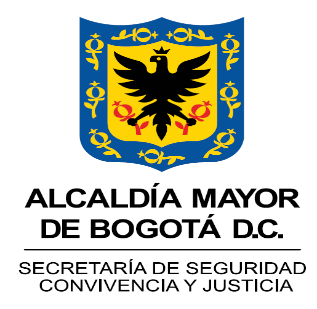 ALCALDÍA MAYOR
DE BOGOTÁ D.C.
SECRETARÍA DE SEGURIDAD
CONVIVENCIA Y JUSTICIA